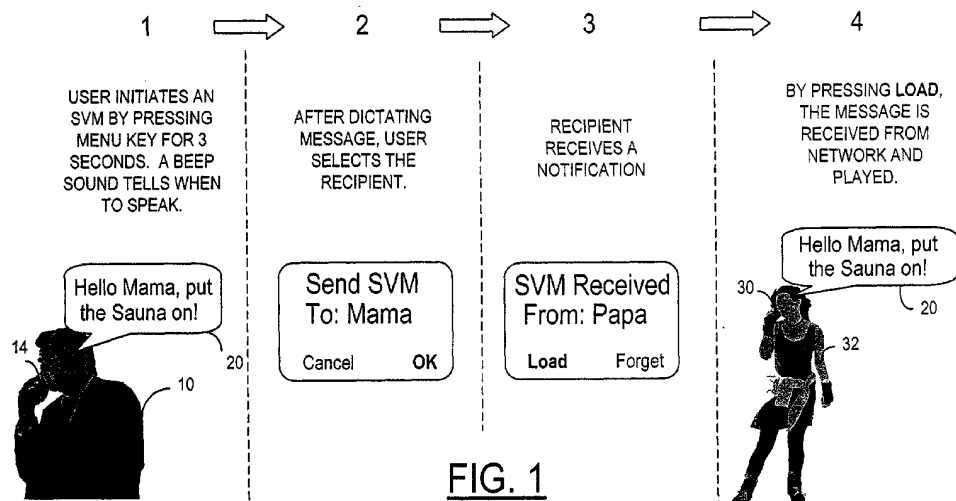 1
2
3
4
USER INITIATES AN
SVM BY PRESSING
MENU KEY FOR 3
SECONDS. A BEEP
SOUND TELLS WHEN
TO SPEAK.
AFTER DICTATING
MESSAGE, USER
SELECTS THE
RECIPIENT.
RECIPIENT
RECEIVES A
NOTIFICATION
BY PRESSING LOAD,
THE MESSAGE IS
RECEIVED FROM
NETWORK AND
PLAYED.
Hello Mama, put
the Sauna on!
14
20
10
Send SVM
To: Mama
Cancel OK
SVM Received
From: Papa
Load Forget
Hello Mama, put
the Sauna on!
30
20
32
FIG. 1